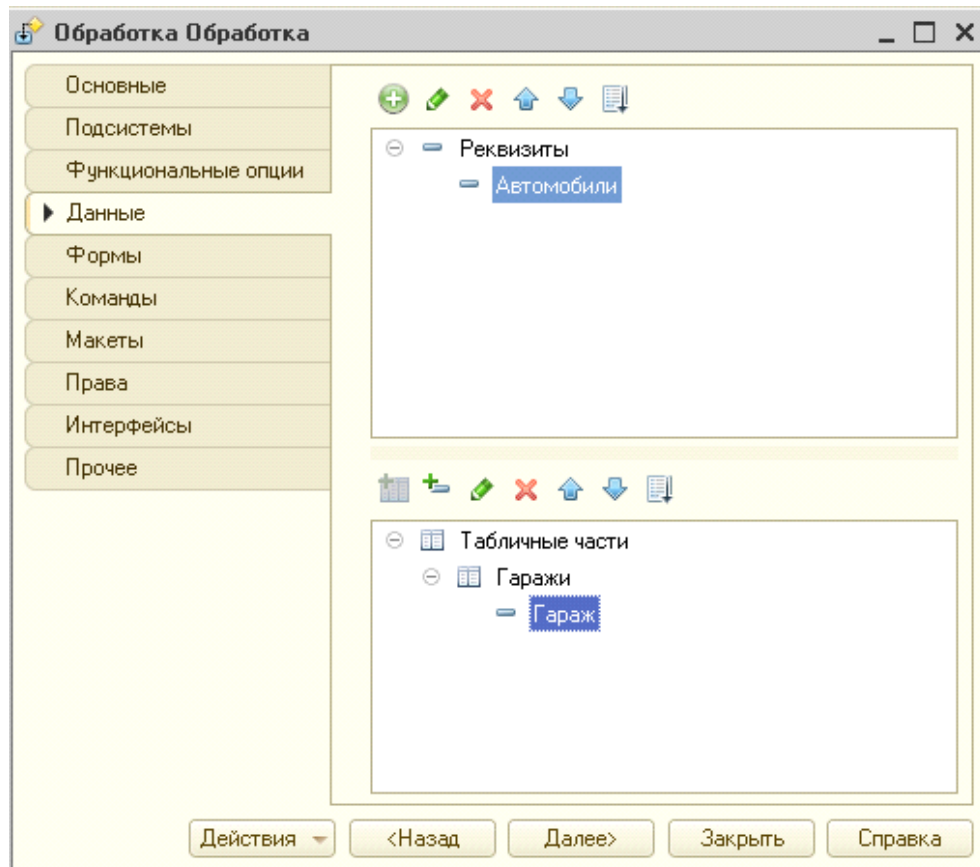 Обработка Обработка
Основные
Подсистемы
Функциональные опции
Данные
Формы
Команды
Макеты
Права
Интерфейсы
Прочее
Реквизиты
Автомобили
Табличные части
Гаражи
Гараж
Действия
<Назад
Далее>
Закрыть
Справка